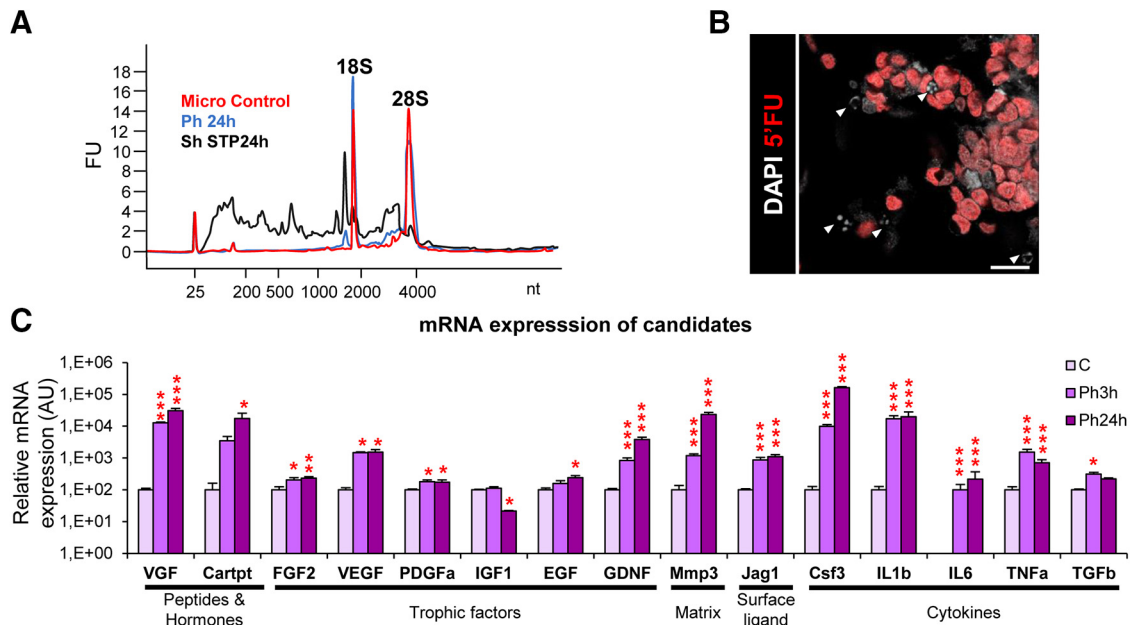 A
18
16
14
12
10
8
6
4
2
0
FU
Micro Control
Ph 24h
Sh STP24h
18S
28S
25 200 500 1000 2000 4000 nt
B
DAPI 5'FU
C
mRNA expresssion of candidates
Relative mRNA
expression (AU)
1,E+06
1,E+05
1,E+04
1,E+03
1,E+02
1,E+01
1,E+00
C
Ph3h
Ph24h
*** *** * * ** * * * * * * *** *** *** *** *** *** *** *** *** *** *** *** *** *** *
VGF Cartpt FGF2 VEGF PDGFa IGF1 EGF GDNF Mmp3 Jag1 Csf3 IL1b IL6 TNFa TGFb
Peptides &
Hormones
Trophic factors
Matrix
Surface
ligand
Cytokines